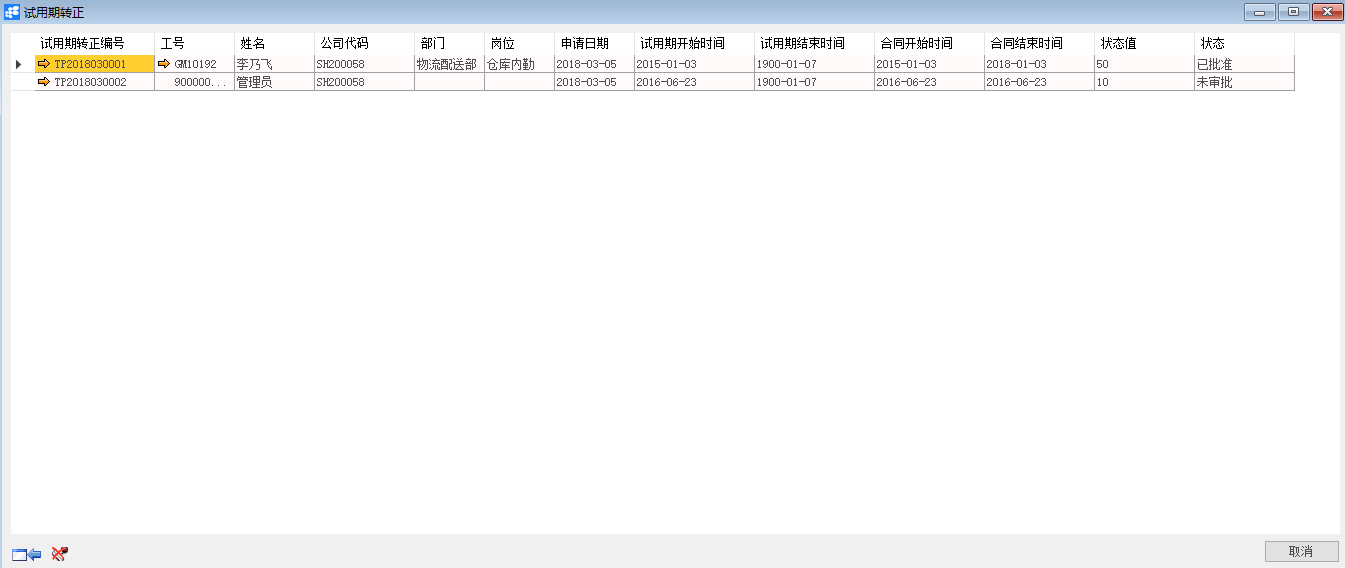 试用期转正
试用期转正编号 工号 姓名 公司代码 部门 岗位 申请日期 试用期开始时间 试用期结束时间 合同开始时间 合同结束时间 状态值 状态
TP2018030001 GM10192 李乃飞 SH200058 物流配送部 仓库内勤 2018-03-05 2015-01-03 1900-01-07 2015-01-03 2018-01-03 50 已批准
TP2018030002 900000... 管理员 SH200058 2018-03-05 2016-06-23 1900-01-07 2016-06-23 2016-06-23 10 未审批
取消